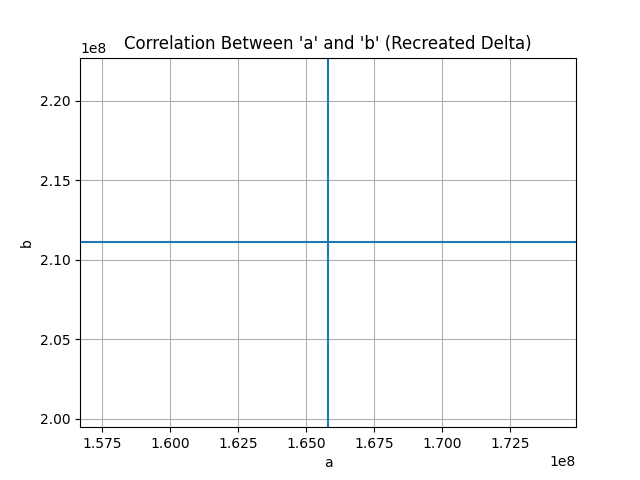 Correlation Between 'a' and 'b' (Recreated Delta)
1e8
2.20
2.15
2.10
2.05
2.00
b
1.575 1.600 1.625 1.650 1.675 1.700 1.725
a
1e8